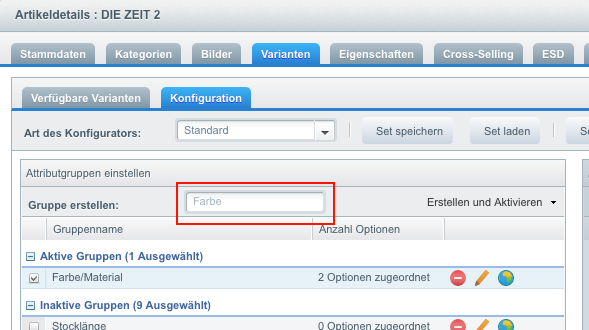 Artikeldetails : DIE ZEIT 2
Stammdaten Kategorien Bilder Varianten Eigenschaften Cross-Selling ESD
Verfügbare Varianten Konfiguration
Art des Konfigurators: Standard Set speichern Set laden
Attributgruppen einstellen
Gruppe erstellen: Farbe Erstellen und Aktivieren
Gruppenname Anzahl Optionen
Aktive Gruppen (1 Ausgewählt)
Farbe/Material 2 Optionen zugeordnet
Inaktive Gruppen (9 Ausgewählt)
Stocklänge 0 Optionen zugeordnet